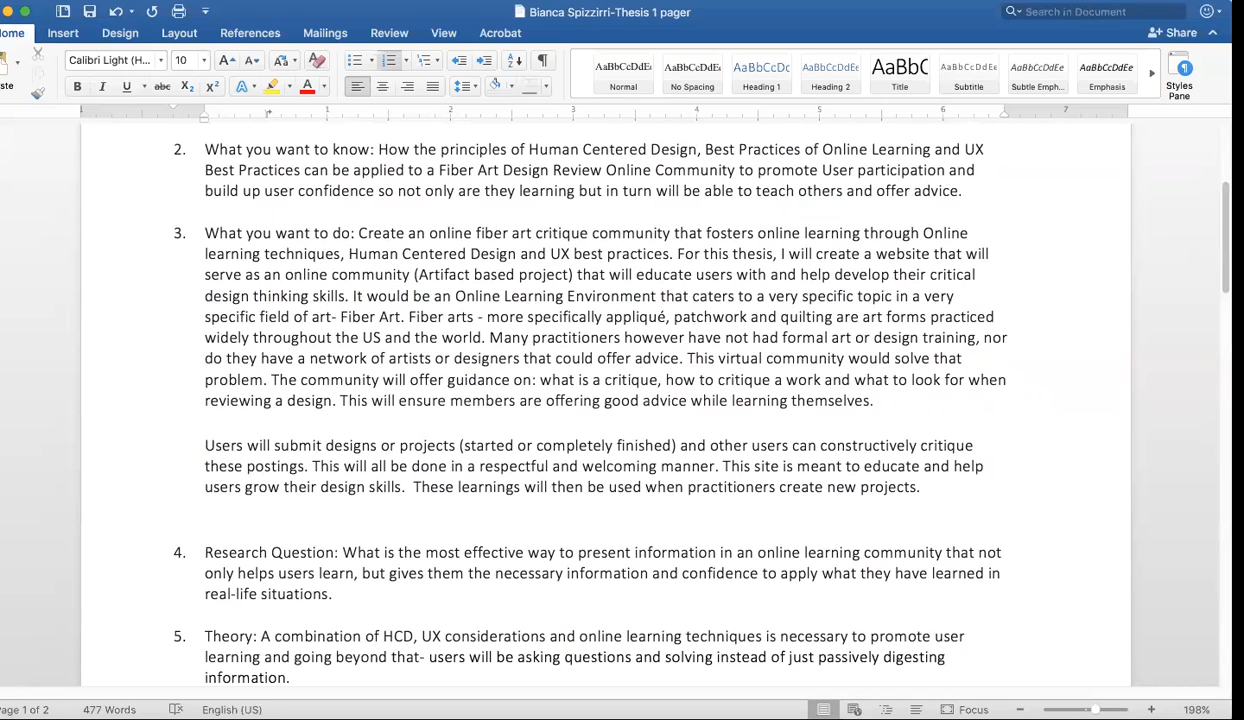 Bianca Spizzirri-Thesis 1 pager
Search in Document
Home Insert Design Layout References Mailings Review View Acrobat Share
Calibri Light (H... 10
AaBbCcDdEe AaBbCcDdEe AaBbCcDc AaBbCcDdEe AaBbC AaBbCcDdEe AaBbCcDdEe AaBbCcDdEe
Normal No Spacing Heading 1 Heading 2 Title Subtitle Subtle Emph... Emphasis Styles Pane
1 1 2 3 4 5 6 7
2. What you want to know: How the principles of Human Centered Design, Best Practices of Online Learning and UX
Best Practices can be applied to a Fiber Art Design Review Online Community to promote User participation and
build up user confidence so not only are they learning but in turn will be able to teach others and offer advice.
3. What you want to do: Create an online fiber art critique community that fosters online learning through Online
learning techniques, Human Centered Design and UX best practices. For this thesis, I will create a website that will
serve as an online community (Artifact based project) that will educate users with and help develop their critical
design thinking skills. It would be an Online Learning Environment that caters to a very specific topic in a very
specific field of art- Fiber Art. Fiber arts - more specifically appliqué, patchwork and quilting are art forms practiced
widely throughout the US and the world. Many practitioners however have not had formal art or design training, nor
do they have a network of artists or designers that could offer advice. This virtual community would solve that
problem. The community will offer guidance on: what is a critique, how to critique a work and what to look for when
reviewing a design. This will ensure members are offering good advice while learning themselves.
Users will submit designs or projects (started or completely finished) and other users can constructively critique
these postings. This will all be done in a respectful and welcoming manner. This site is meant to educate and help
users grow their design skills.  These learnings will then be used when practitioners create new projects.
4. Research Question: What is the most effective way to present information in an online learning community that not
only helps users learn, but gives them the necessary information and confidence to apply what they have learned in
real-life situations.
5. Theory: A combination of HCD, UX considerations and online learning techniques is necessary to promote user
learning and going beyond that- users will be asking questions and solving instead of just passively digesting
information.
Page 1 of 2 477 Words English (US) Focus 198%